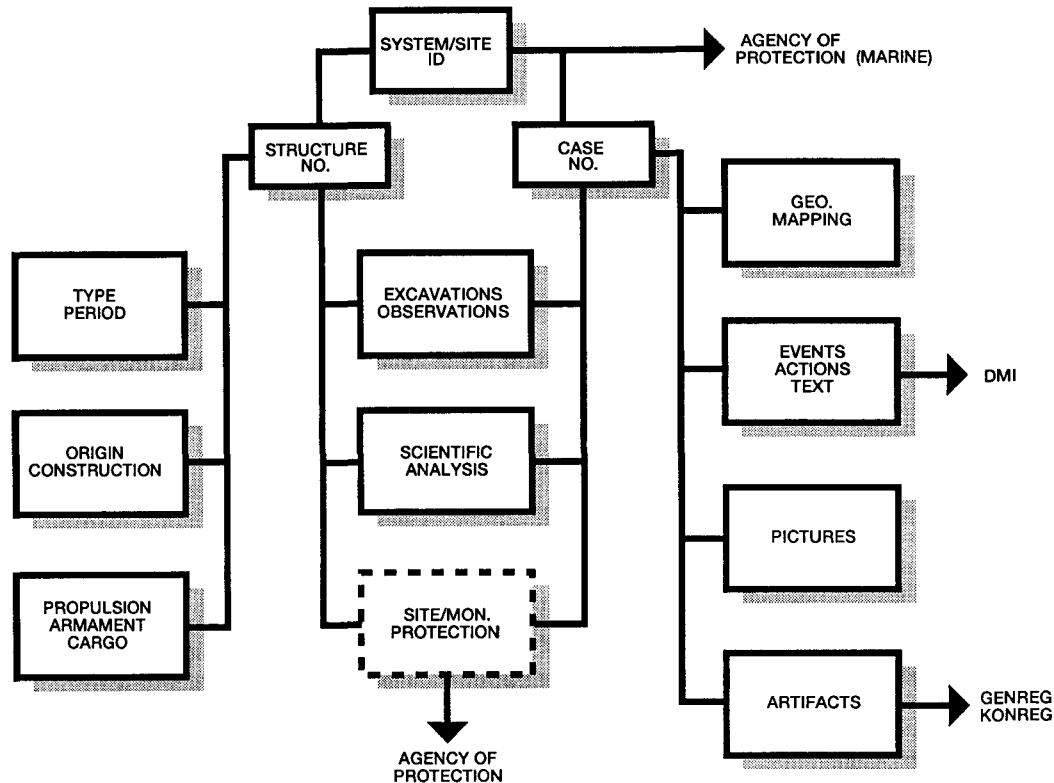 SYSTEM/SITE
ID
AGENCY OF
PROTECTION (MARINE)
STRUCTURE
NO.
CASE
NO.
GEO.
MAPPING
TYPE
PERIOD
EXCAVATIONS
OBSERVATIONS
EVENTS
ACTIONS
TEXT
DMI
ORIGIN
CONSTRUCTION
SCIENTIFIC
ANALYSIS
PICTURES
PROPULSION
ARMAMENT
CARGO
SITE/MON.
PROTECTION
ARTIFACTS
GENREG
KONREG
AGENCY OF
PROTECTION